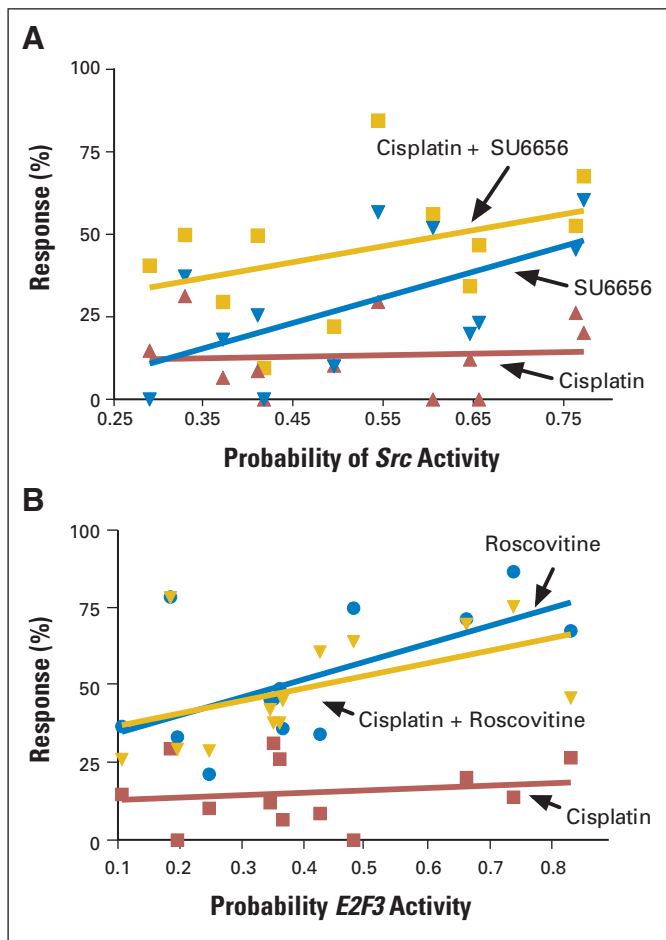 A
100
75
50
25
0
Response (%)
Cisplatin + SU6656
SU6656
Cisplatin
0.25 0.35 0.45 0.55 0.65 0.75
Probability of Src Activity
B
100
75
50
25
0
Response (%)
Roscovitine
Cisplatin + Roscovitine
Cisplatin
0.1 0.2 0.3 0.4 0.5 0.6 0.7 0.8
Probability E2F3 Activity